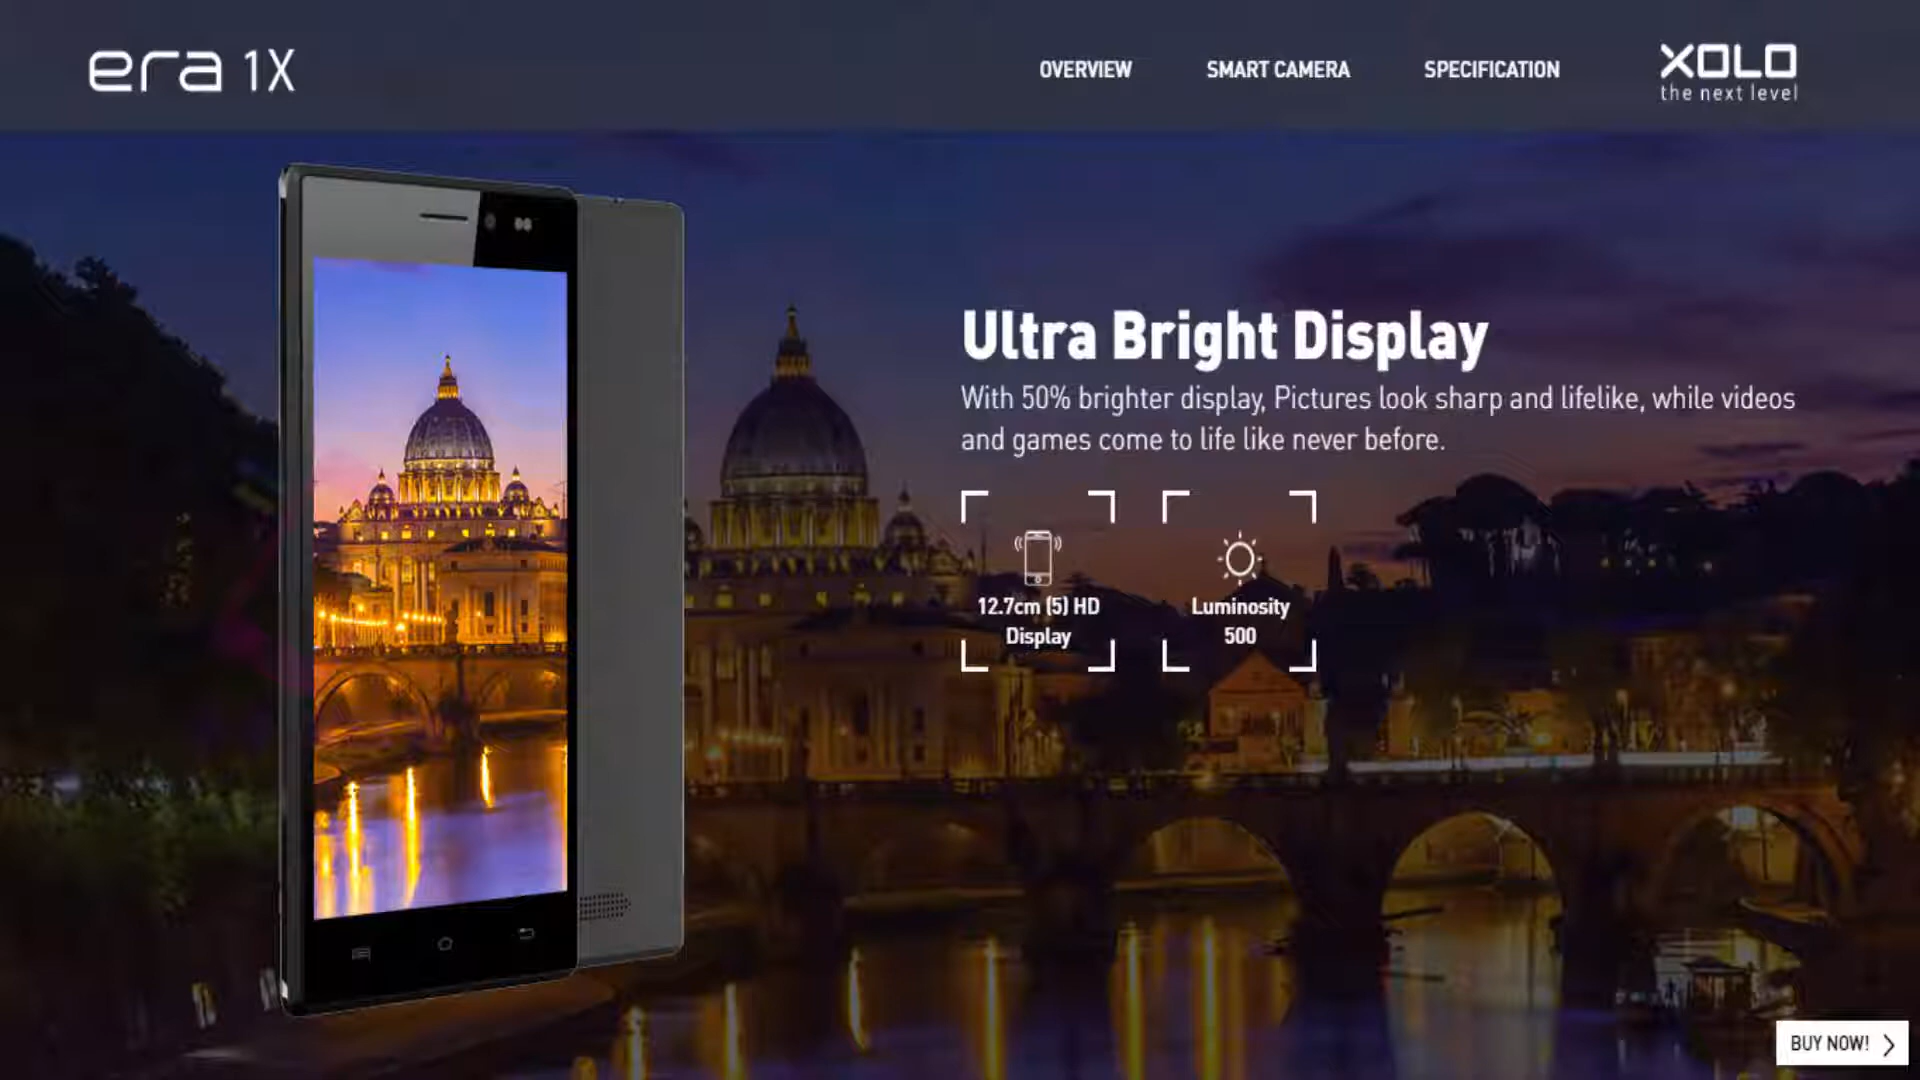 era 1X
OVERVIEW
SMART CAMERA
SPECIFICATION
XOLO
the next level
Ultra Bright Display
With 50% brighter display, Pictures look sharp and lifelike, while videos
and games come to life like never before.
12.7cm (5) HD
Display
Luminosity
500
BUY NOW!